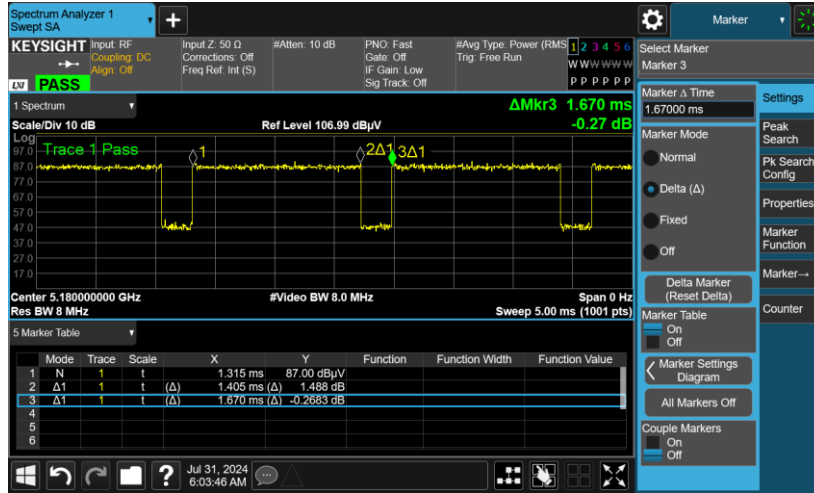 Spectrum Analyzer 1
Swept SA
Marker
KEYSIGHT
LXI
PASS
Input: RF
Coupling: DC
Align: Off
Input Z: 50 Ω
Corrections: Off
Freq Ref: Int (S)
#Atten: 10 dB
PNO: Fast
Gate: Off
IF Gain: Low
Sig Track: Off
#Avg Type: Power (RMS
Trig: Free Run
1 2 3 4 5 6
W W W W W W
P P P P P P
Select Marker
Marker 3
1 Spectrum
ΔMkr3 1.670 ms
Scale/Div 10 dB
Ref Level 106.99 dBµV
-0.27 dB
Log
Trace 1 Pass
1
2Δ1
3Δ1
97.0
87.0
77.0
67.0
57.0
47.0
37.0
27.0
17.0
Center 5.180000000 GHz
#Video BW 8.0 MHz
Span 0 Hz
Res BW 8 MHz
Sweep 5.00 ms (1001 pts)
5 Marker Table
Mode Trace Scale X Y Function Function Width Function Value
1 N 1 t 1.315 ms 87.00 dBµV
2 Δ1 1 t (Δ) 1.405 ms (Δ) 1.488 dB
3 Δ1 1 t (Δ) 1.670 ms (Δ) -0.2683 dB
4
5
6
Marker Δ Time
1.67000 ms
Marker Mode
Normal
Delta (Δ)
Fixed
Off
Delta Marker
(Reset Delta)
Marker Table
On
Off
Marker Settings
Diagram
All Markers Off
Couple Markers
On
Off
Settings
Peak
Search
Pk Search
Config
Properties
Marker
Function
Marker→
Counter
?
Jul 31, 2024
6:03:46 AM